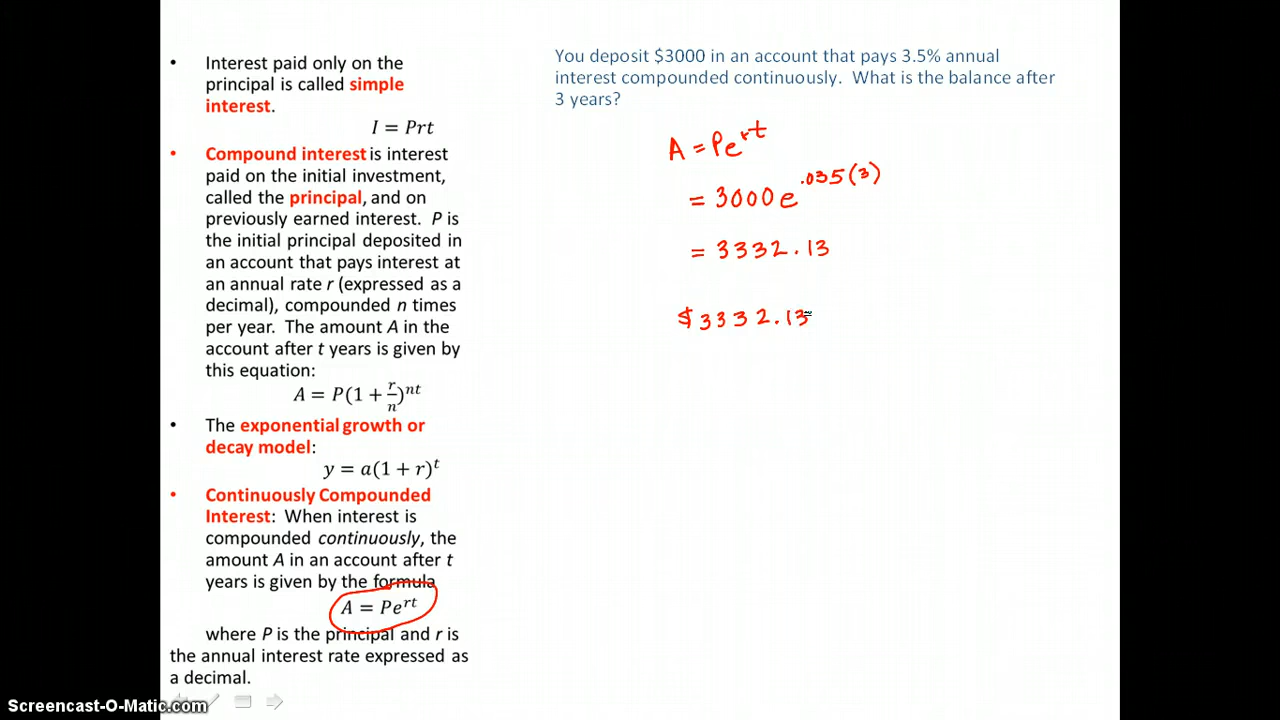 • Interest paid only on the
principal is called simple
interest.
I = Prt
• Compound interest is interest
paid on the initial investment,
called the principal, and on
previously earned interest. P is
the initial principal deposited in
an account that pays interest at
an annual rate r (expressed as a
decimal), compounded n times
per year. The amount A in the
account after t years is given by
this equation:
A = P(1 + r/n)^nt
• The exponential growth or
decay model:
y = a(1 + r)^t
• Continuously Compounded
Interest: When interest is
compounded continuously, the
amount A in an account after t
years is given by the formula
A = Pe^rt
where P is the principal and r is
the annual interest rate expressed as
a decimal.
You deposit $3000 in an account that pays 3.5% annual
interest compounded continuously. What is the balance after
3 years?
A = Pe^rt
= 3000e^.035(3)
= 3332.13
$3332.13
Screencast-O-Matic.com